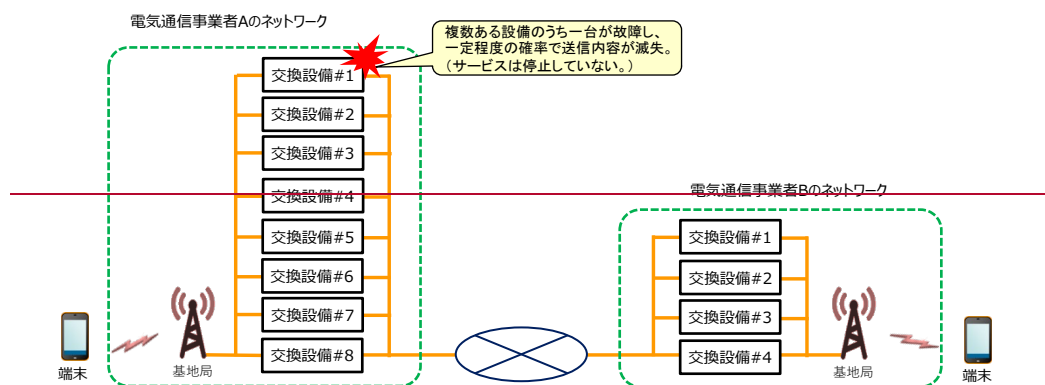 電気通信事業者Aのネットワーク
複数ある設備のうち一台が故障し、
一定程度の確率で送信内容が滅失。
（サービスは停止していない。）
交換設備#1
交換設備#2
交換設備#3
交換設備#4
交換設備#5
交換設備#6
交換設備#7
交換設備#8
端末
基地局
電気通信事業者Bのネットワーク
交換設備#1
交換設備#2
交換設備#3
交換設備#4
基地局
端末